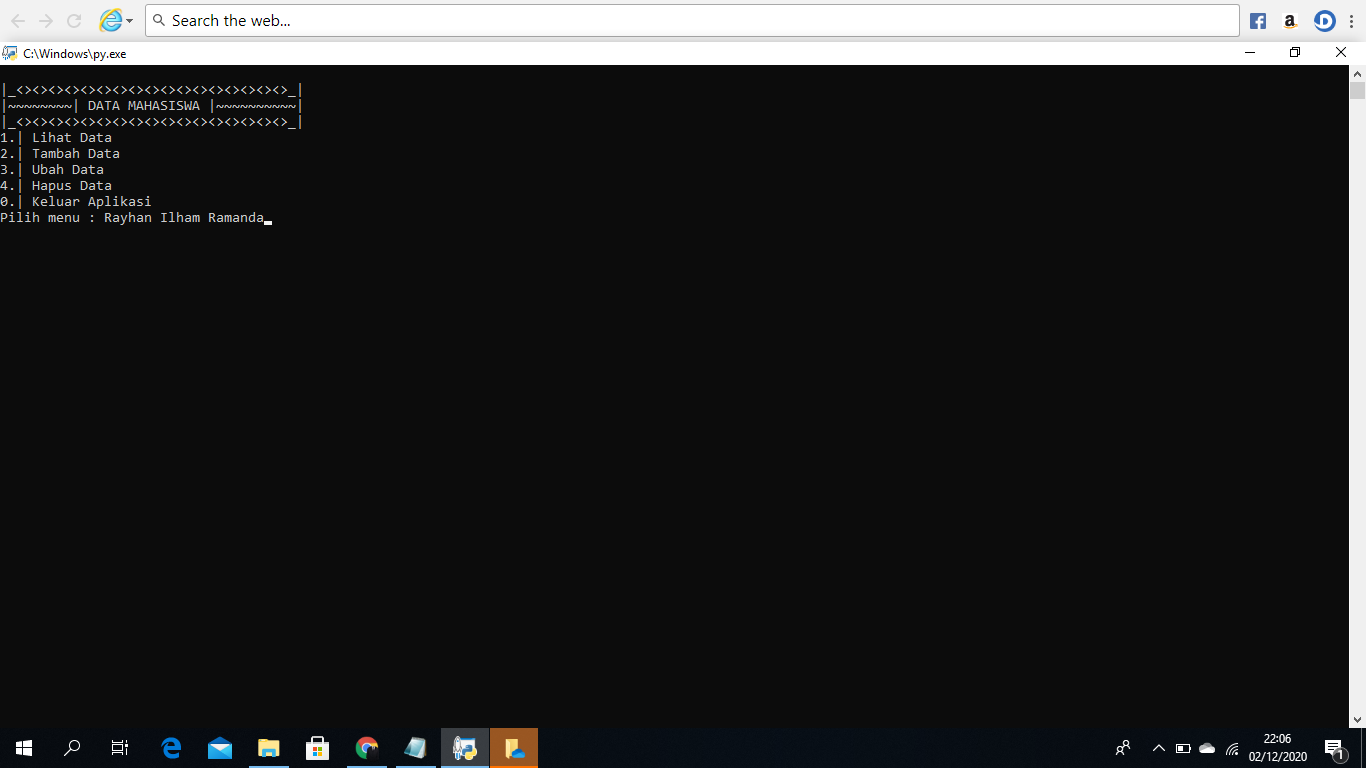 Search the web...
C:\Windows\py.exe
|_<><><><><><><><><><><><><><><><><>_|
|~~~~~~~~| DATA MAHASISWA |~~~~~~~~~~|
|_<><><><><><><><><><><><><><><><><>_|
1.| Lihat Data
2.| Tambah Data
3.| Ubah Data
4.| Hapus Data
0.| Keluar Aplikasi
Pilih menu : Rayhan Ilham Ramanda
22:06
02/12/2020
1